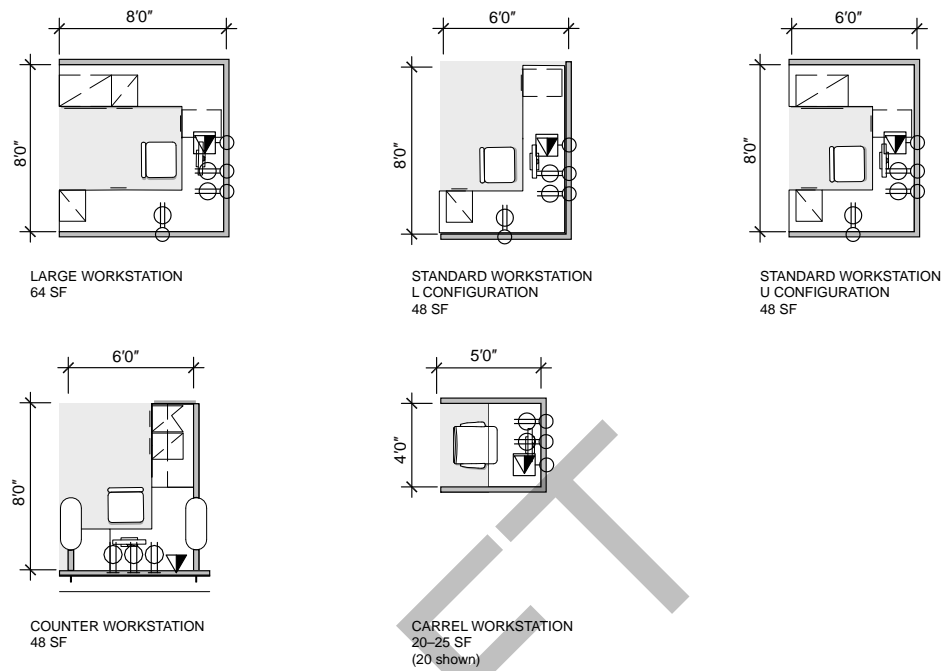 8'0"
6'0"
6'0"
8'0"
8'0"
8'0"
LARGE WORKSTATION
64 SF
STANDARD WORKSTATION
L CONFIGURATION
48 SF
STANDARD WORKSTATION
U CONFIGURATION
48 SF
6'0"
5'0"
8'0"
4'0"
COUNTER WORKSTATION
48 SF
CARREL WORKSTATION
20–25 SF
(20 shown)